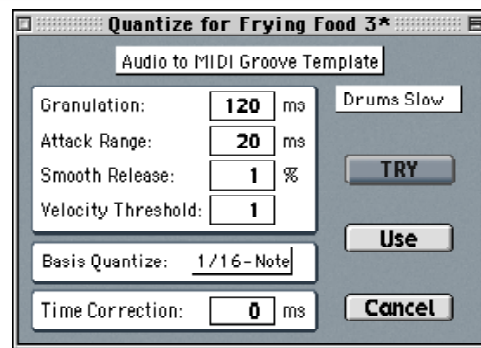 Quantize for Frying Food 3*
Audio to MIDI Groove Template
Granulation: 120 ms
Drums Slow
Attack Range: 20 ms
Smooth Release: 1 %
TRY
Velocity Threshold: 1
Use
Basis Quantize: 1/16-Note
Time Correction: 0 ms
Cancel